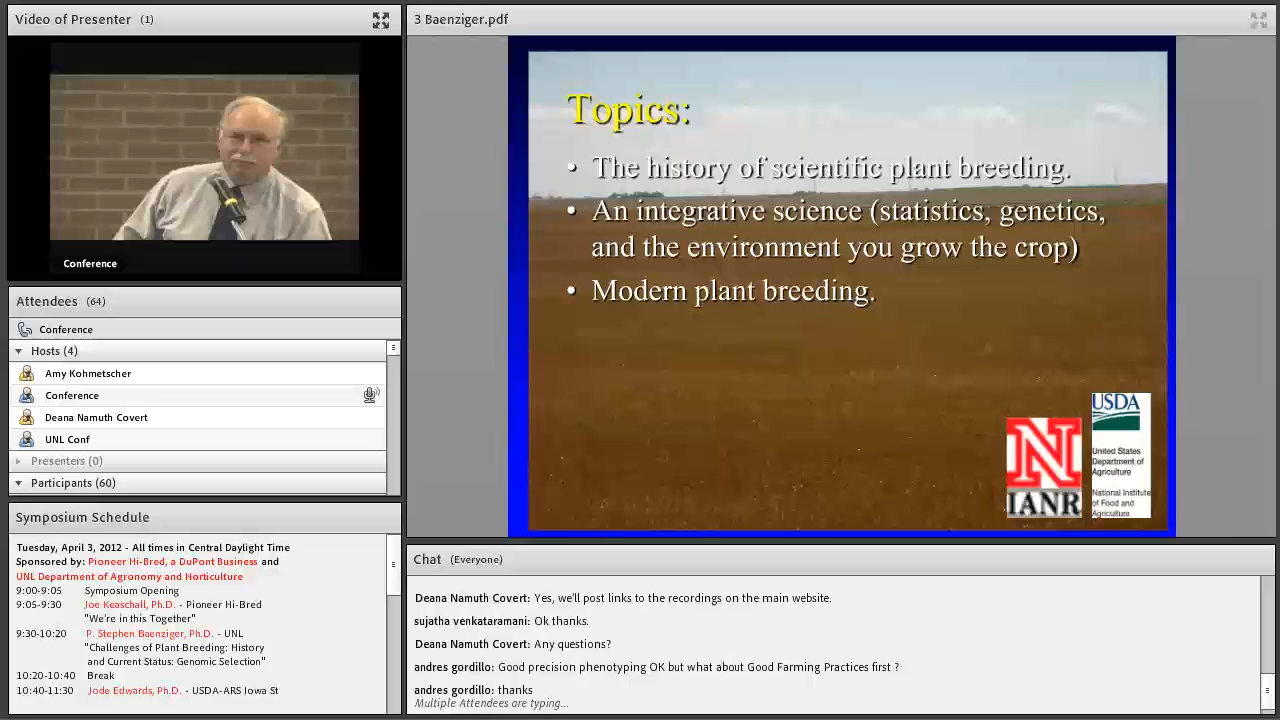 Video of Presenter (1)
Conference
Attendees (64)
Conference
Hosts (4)
Amy Kohmetscher
Conference
Deana Namuth Covert
UNL Conf
Presenters (0)
Participants (60)
Symposium Schedule
Tuesday, April 3, 2012 - All times in Central Daylight Time
Sponsored by: Pioneer Hi-Bred, a DuPont Business and
UNL Department of Agronomy and Horticulture
9:00-9:05 Symposium Opening
9:05-9:30 Joe Keaschall, Ph.D. - Pioneer Hi-Bred
"We're in this Together"
9:30-10:20 P. Stephen Baenziger, Ph.D. - UNL
"Challenges of Plant Breeding: History
and Current Status: Genomic Selection"
10:20-10:40 Break
10:40-11:30 Jode Edwards, Ph.D. - USDA-ARS Iowa St
3 Baenziger.pdf
Topics:
• The history of scientific plant breeding.
• An integrative science (statistics, genetics,
and the environment you grow the crop)
• Modern plant breeding.
N
IANR
USDA
United States
Department of
Agriculture
National Institute
of Food and
Agriculture
Chat (Everyone)
Deana Namuth Covert: Yes, we'll post links to the recordings on the main website.
sujatha venkataramani: Ok thanks.
Deana Namuth Covert: Any questions?
andres gordillo: Good precision phenotyping OK but what about Good Farming Practices first ?
andres gordillo: thanks
Multiple Attendees are typing...